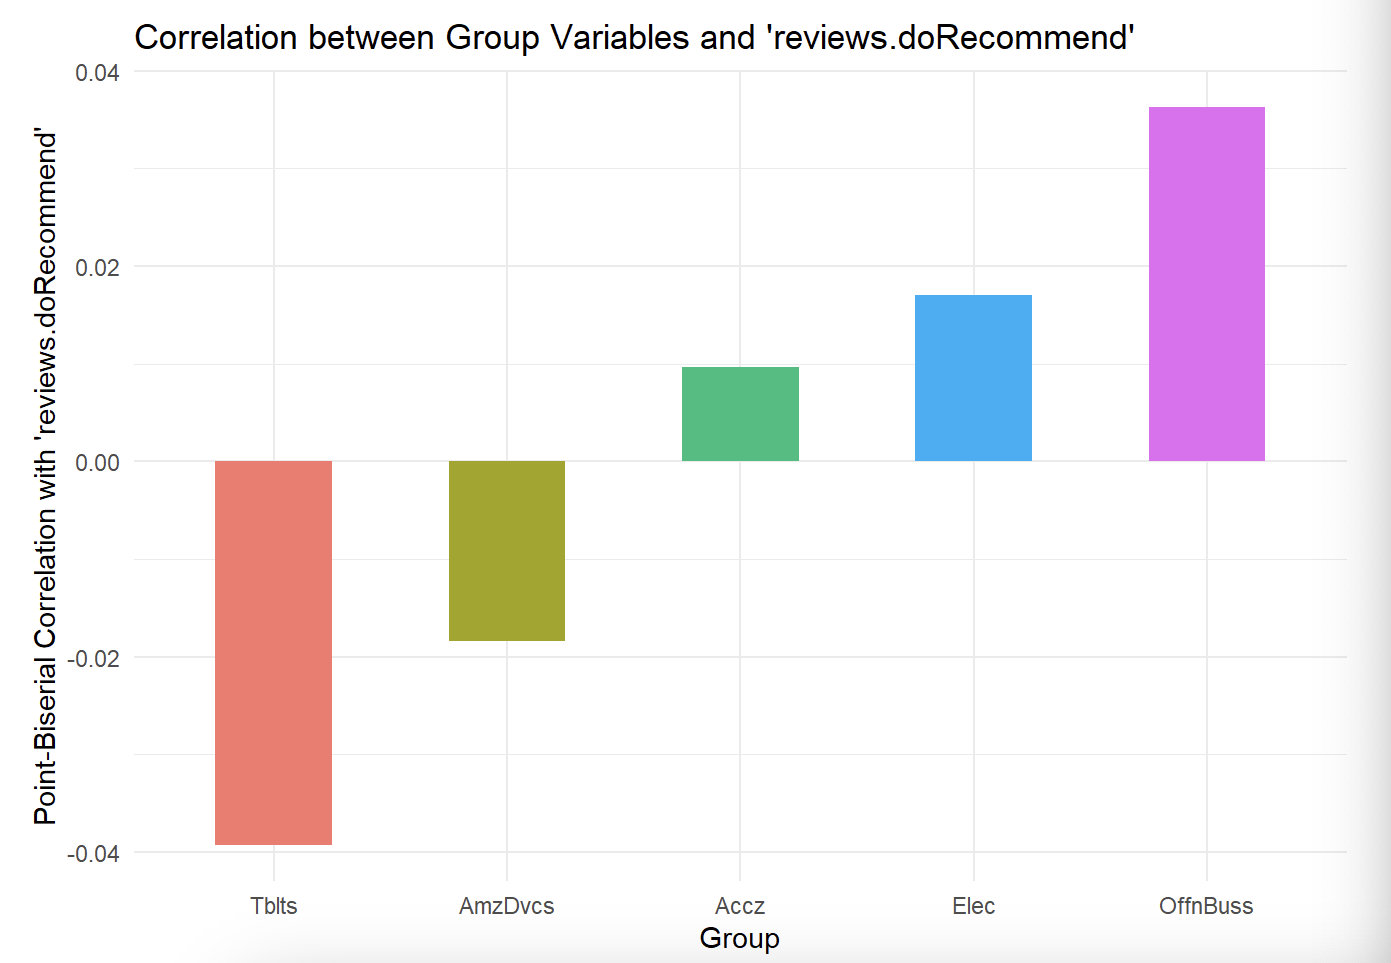 Correlation between Group Variables and 'reviews.doRecommend'
Point-Biserial Correlation with 'reviews.doRecommend'
0.04
0.02
0.00
-0.02
-0.04
Tblts
AmzDvcs
Accz
Elec
OffnBuss
Group